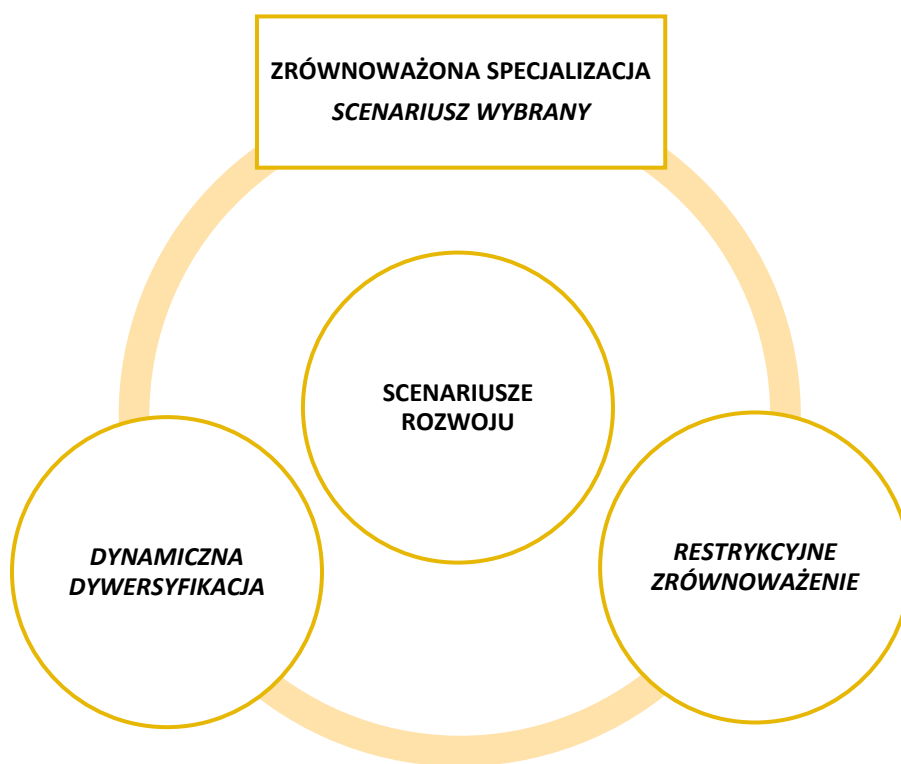 ZRÓWNOWAŻONA SPECJALIZACJA
SCENARIUSZ WYBRANY
SCENARIUSZE
ROZWOJU
DYNAMICZNA
DYWERSYFIKACJA
RESTRYKCYJNE
ZRÓWNOWAŻENIE